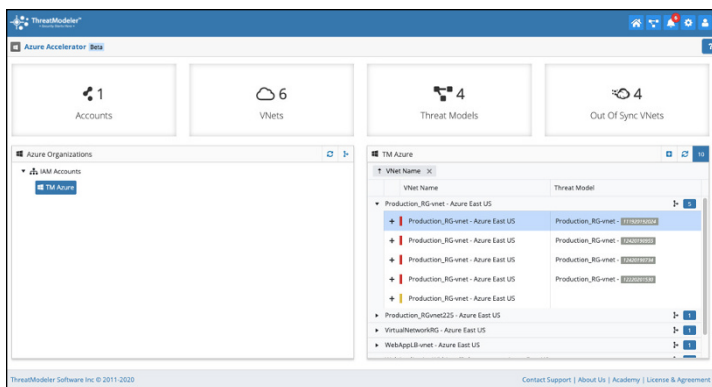 ThreatModeler™
Azure Accelerator Beta
1
Accounts
6
VNets
4
Threat Models
4
Out Of Sync VNets
Azure Organizations
IAM Accounts
TM Azure
TM Azure
10
VNet Name X
VNet Name Threat Model
Production_RG-vnet - Azure East US 5
Production_RG-vnet - Azure East US Production_RG-vnet -
Production_RG-vnet - Azure East US Production_RG-vnet -
Production_RG-vnet - Azure East US Production_RG-vnet -
Production_RG-vnet - Azure East US Production_RG-vnet -
Production_RG-vnet - Azure East US
Production_RGvnet225 - Azure East US 1
VirtualNetworkRG - Azure East US 1
WebAppLB-vnet - Azure East US 1
ThreatModeler Software Inc © 2011-2020 Contact Support | About Us | Academy | License & Agreement